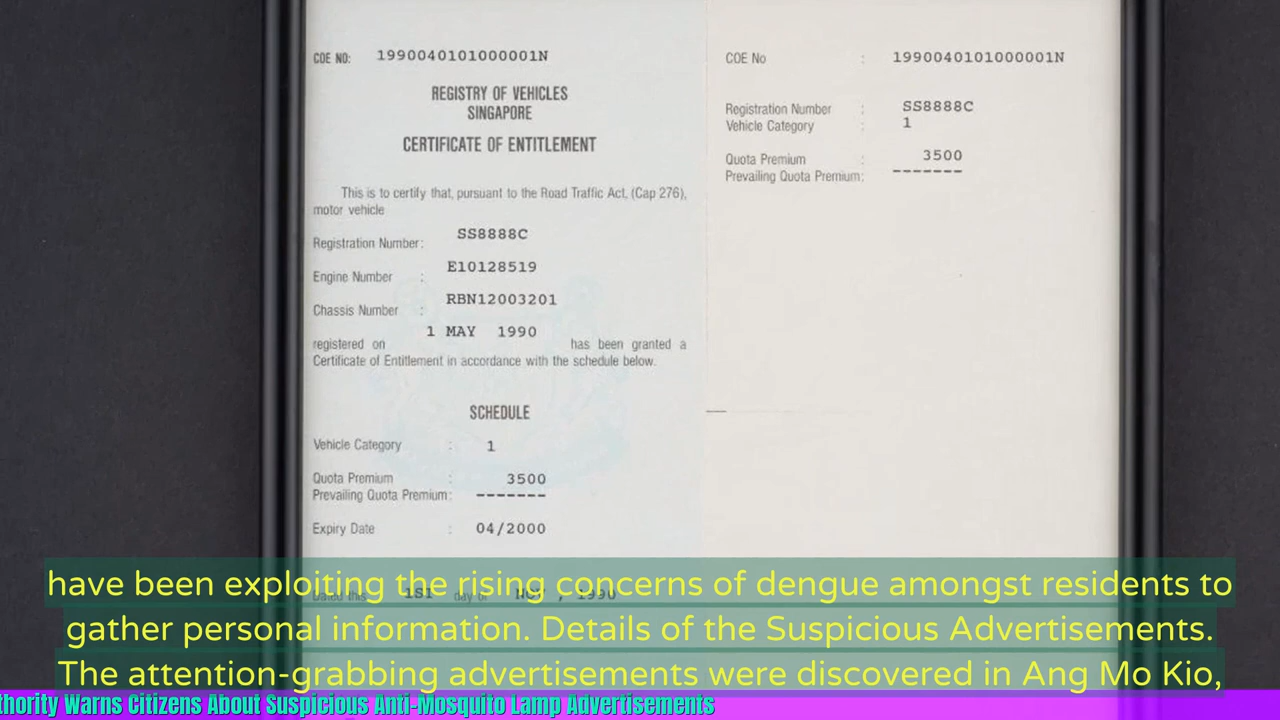 COE NO: 1990040101000001N
REGISTRY OF VEHICLES
SINGAPORE
CERTIFICATE OF ENTITLEMENT
This is to certify that, pursuant to the Road Traffic Act, (Cap 276),
motor vehicle
Registration Number: SS8888C
Engine Number : E10128519
Chassis Number : RBN12003201
registered on 1 MAY 1990 has been granted a
Certificate of Entitlement in accordance with the schedule below.
SCHEDULE
Vehicle Category : 1
Quota Premium : 3500
Prevailing Quota Premium: -------
Expiry Date : 04/2000
COE No : 1990040101000001N
Registration Number : SS8888C
Vehicle Category : 1
Quota Premium : 3500
Prevailing Quota Premium: -------
Dated this 1ST day of 1990
have been exploiting the rising concerns of dengue amongst residents to
gather personal information. Details of the Suspicious Advertisements.
The attention-grabbing advertisements were discovered in Ang Mo Kio,
thority Warns Citizens About Suspicious Anti-Mosquito Lamp Advertisements